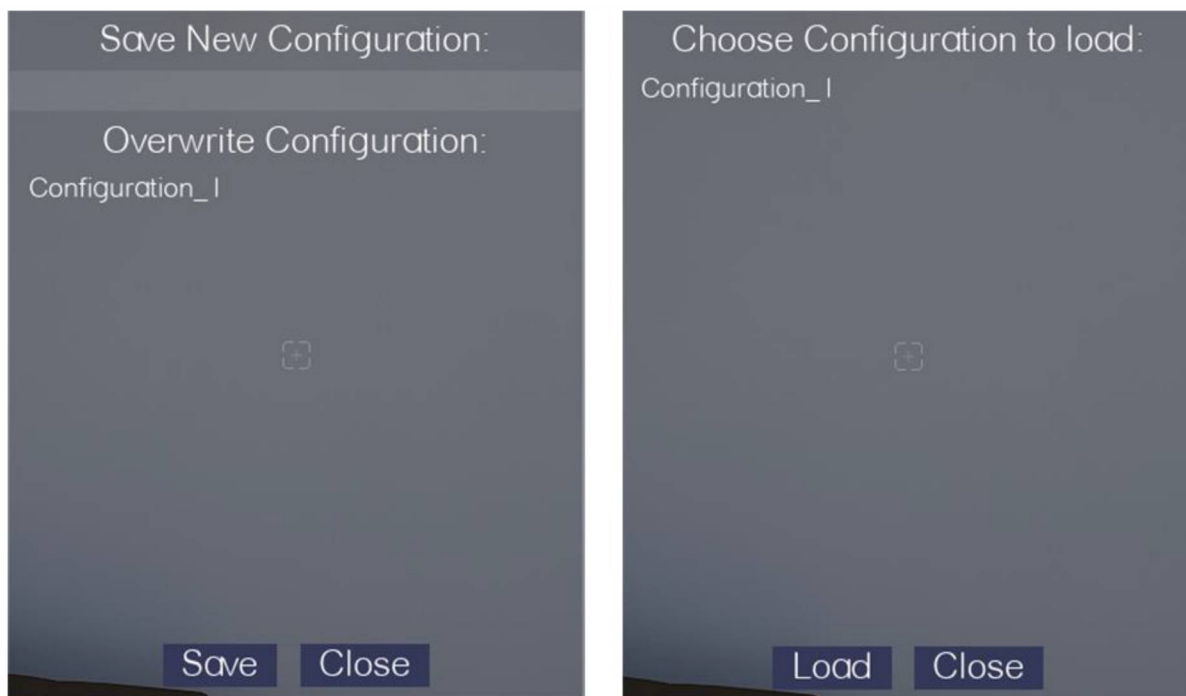 Save New Configuration:
Overwrite Configuration:
Configuration_1
Save Close
Choose Configuration to load:
Configuration_1
Load Close